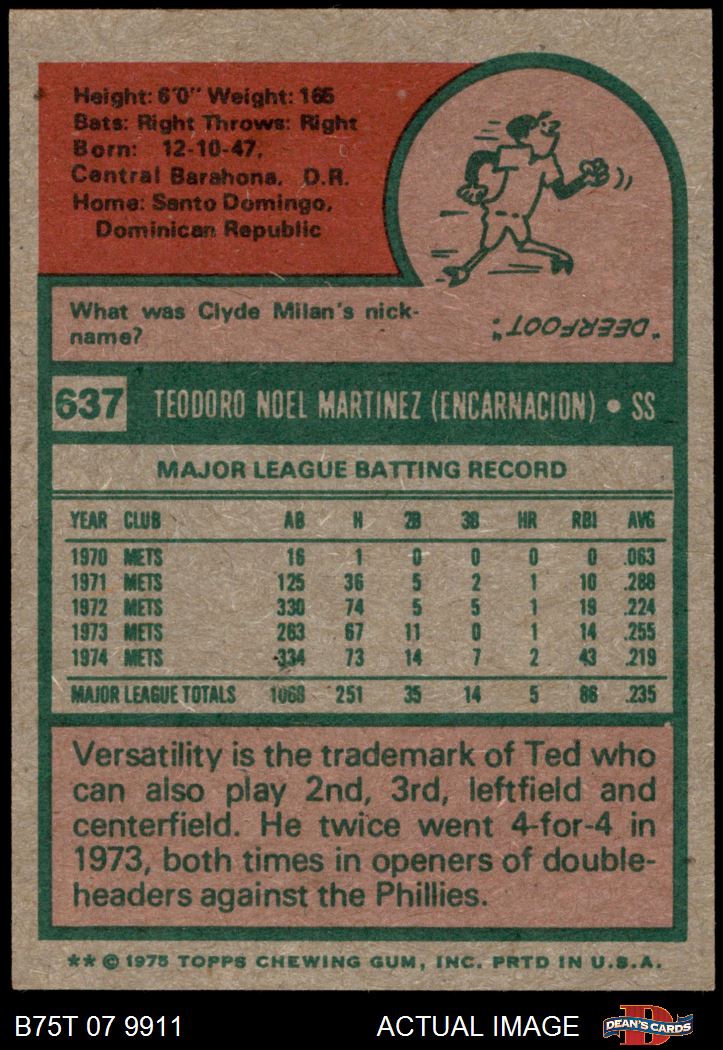 Height: 6'0" Weight: 165
Bats: Right Throws: Right
Born: 12-10-47,
Central Barahona, D.R.
Home: Santo Domingo,
Dominican Republic
What was Clyde Milan's nick-
name?
"DEERFOOT."
637 TEODORO NOEL MARTINEZ (ENCARNACION) • SS
MAJOR LEAGUE BATTING RECORD
YEAR CLUB AB H 2B 3B HR RBI AVG
1970 METS 16 1 0 0 0 0 .063
1971 METS 125 36 5 2 1 10 .288
1972 METS 330 74 5 5 1 19 .224
1973 METS 263 67 11 0 1 14 .255
1974 METS 334 73 14 7 2 43 .219
MAJOR LEAGUE TOTALS 1068 251 35 14 5 86 .235
Versatility is the trademark of Ted who
can also play 2nd, 3rd, leftfield and
centerfield. He twice went 4-for-4 in
1973, both times in openers of double-
headers against the Phillies.
** © 1975 TOPPS CHEWING GUM, INC. PRTD IN U.S.A.
B75T 07 9911 ACTUAL IMAGE
D
DEAN'S CARDS